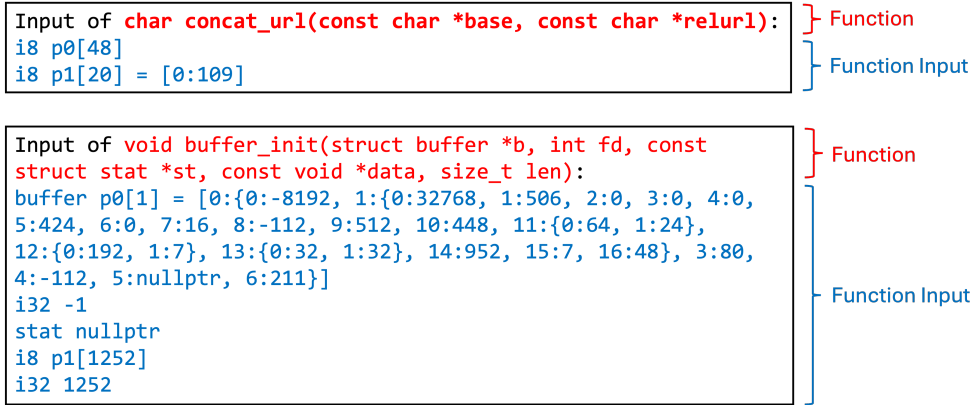 Input of char concat_url(const char *base, const char *relurl):
i8 p0[48]
i8 p1[20] = [0:109]
Function
Function Input
Input of void buffer_init(struct buffer *b, int fd, const
struct stat *st, const void *data, size_t len):
buffer p0[1] = [0:{0:-8192, 1:{0:32768, 1:506, 2:0, 3:0, 4:0,
5:424, 6:0, 7:16, 8:-112, 9:512, 10:448, 11:{0:64, 1:24},
12:{0:192, 1:7}, 13:{0:32, 1:32}, 14:952, 15:7, 16:48}, 3:80,
4:-112, 5:nullptr, 6:211}]
i32 -1
stat nullptr
i8 p1[1252]
i32 1252
Function
Function Input